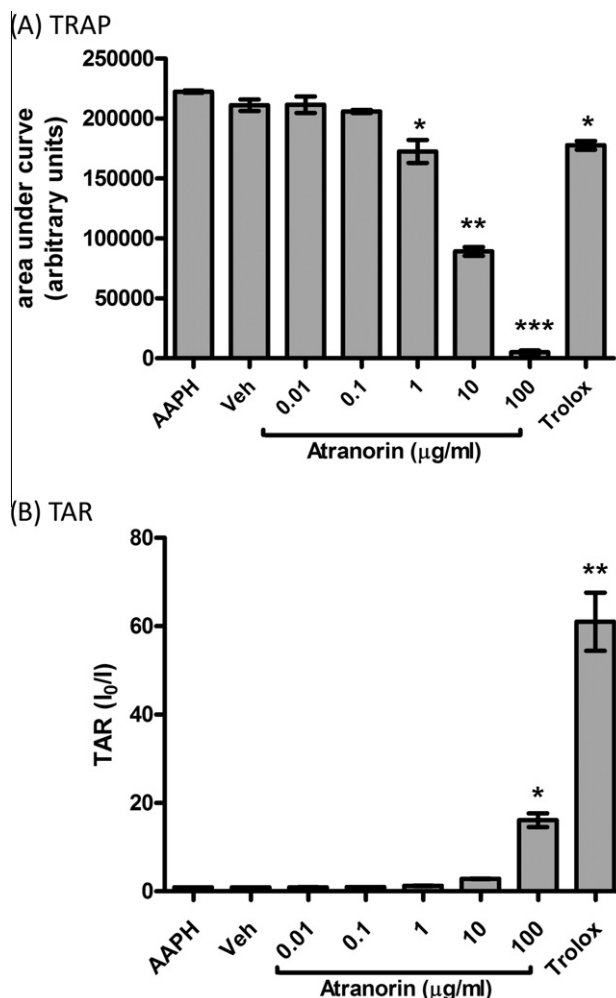 (A) TRAP
area under curve
(arbitrary units)
250000
200000
150000
100000
50000
0
*
**
***
*
AAPH
Veh
0.01
0.1
1
10
100
Trolox
Atranorin (μg/ml)
(B) TAR
TAR (I₀/I)
80
60
40
20
0
*
**
AAPH
Veh
0.01
0.1
1
10
100
Trolox
Atranorin (μg/ml)